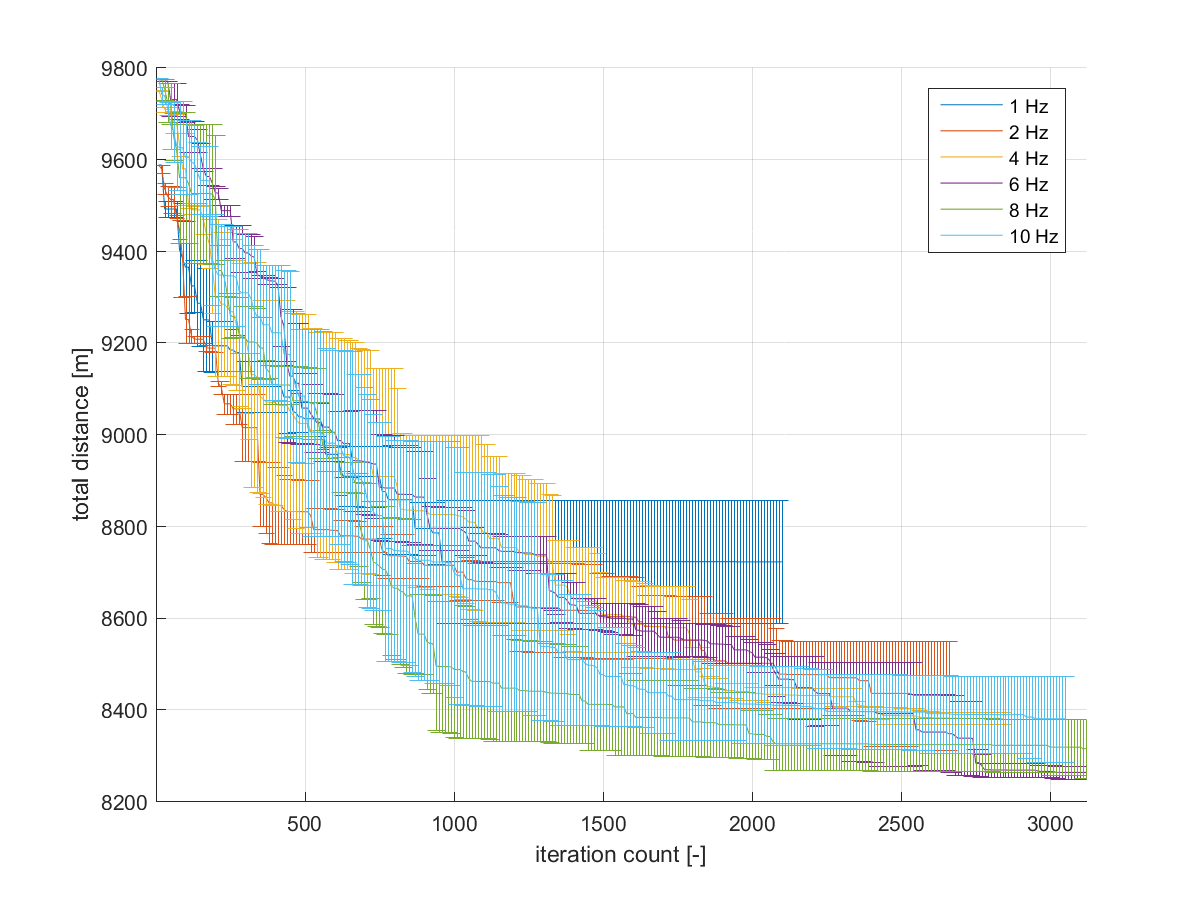 9800
9600
9400
9200
9000
8800
8600
8400
8200
total distance [m]
500
1000
1500
2000
2500
3000
iteration count [-]
1 Hz
2 Hz
4 Hz
6 Hz
8 Hz
10 Hz